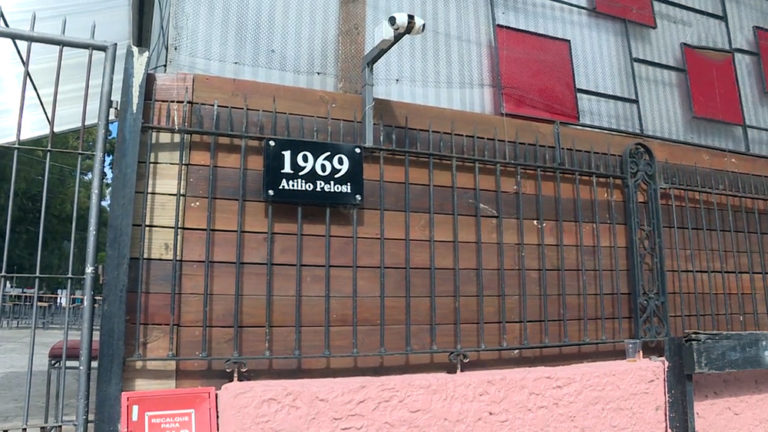 1969
Atilio Pelosi
RECALQUE
PARA